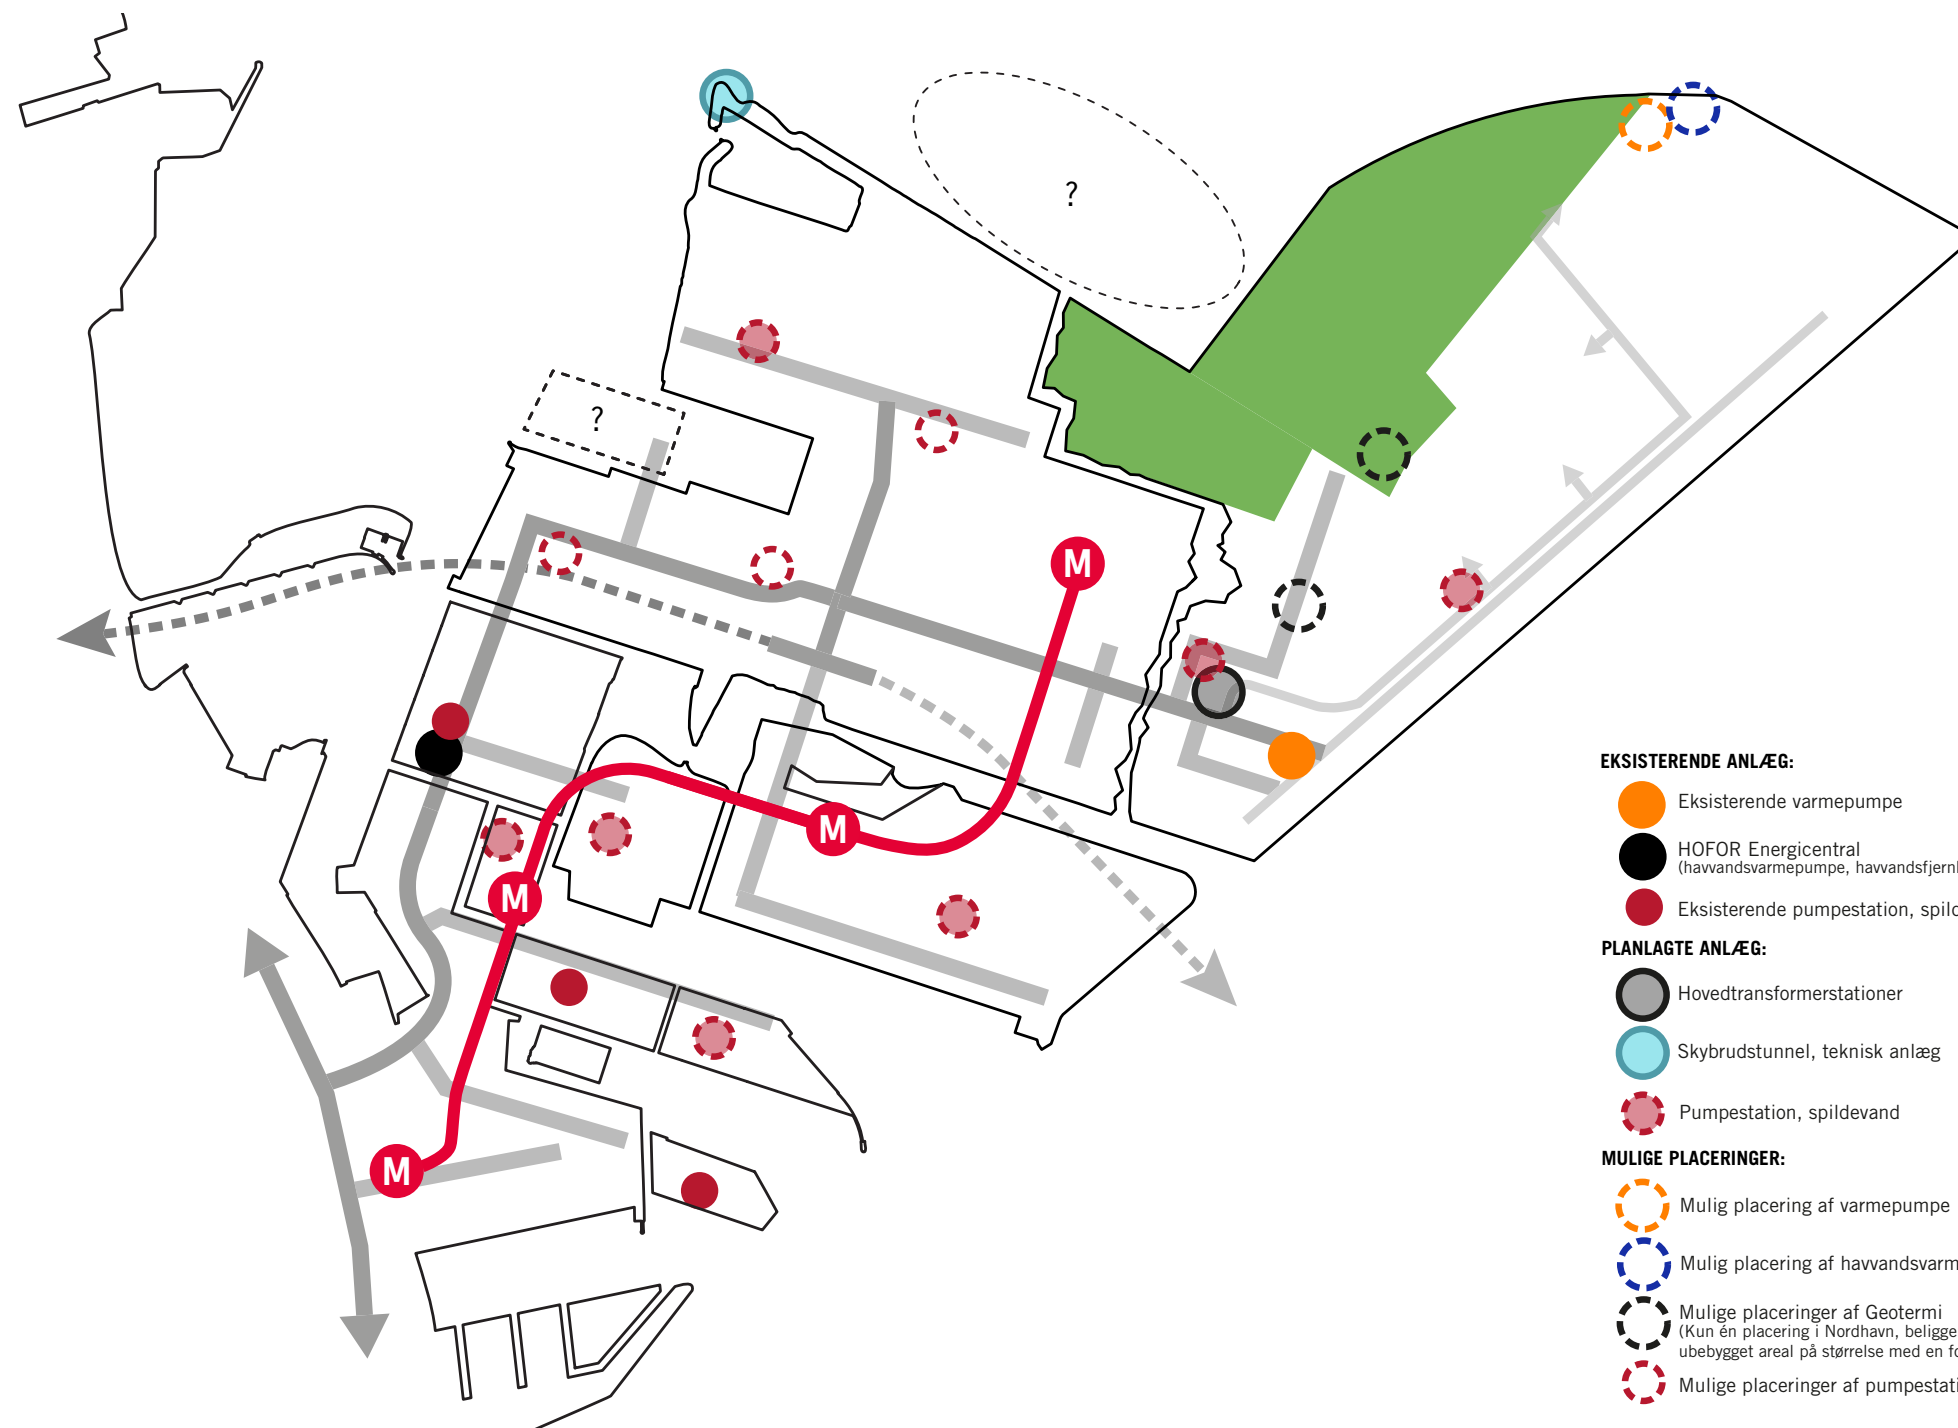 ?
?
M
M
M
M
EKSISTERENDE ANLÆG:
Eksisterende varmepumpe
HOFOR Energicentral
(havvandsvarmepumpe, havvandsfjern
Eksisterende pumpestation, spild
PLANLAGTE ANLÆG:
Hovedtransformerstationer
Skybrudstunnel, teknisk anlæg
Pumpestation, spildevand
MULIGE PLACERINGER:
Mulig placering af varmepumpe
Mulig placering af havvandsvarm
Mulige placeringer af Geotermi
(Kun én placering i Nordhavn, beligge
ubebygget areal på størrelse med en fo
Mulige placeringer af pumpestati